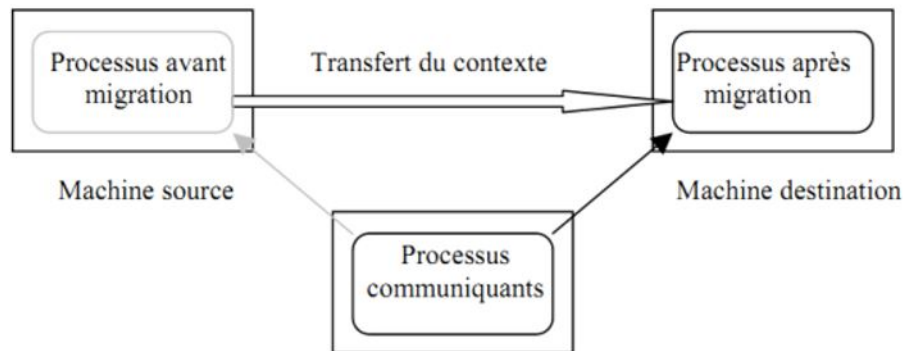 Processus avant
migration
Transfert du contexte
Processus après
migration
Machine source
Machine destination
Processus
communiquants